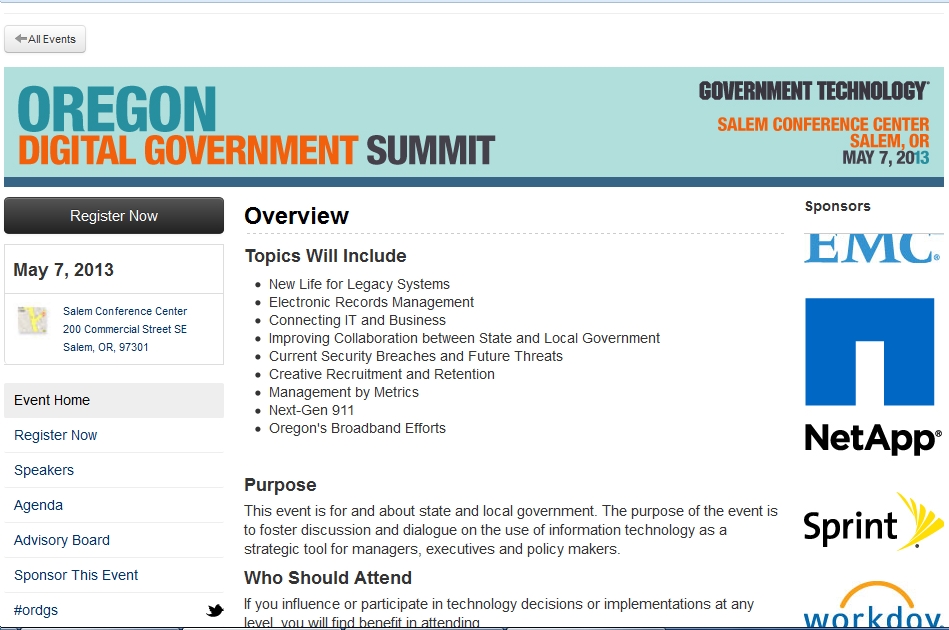 All Events
OREGON
DIGITAL GOVERNMENT SUMMIT
GOVERNMENT TECHNOLOGY®
SALEM CONFERENCE CENTER
SALEM, OR
MAY 7, 2013
Register Now
May 7, 2013
Salem Conference Center
200 Commercial Street SE
Salem, OR, 97301
Event Home
Register Now
Speakers
Agenda
Advisory Board
Sponsor This Event
#ordgs
Overview
Topics Will Include
• New Life for Legacy Systems
• Electronic Records Management
• Connecting IT and Business
• Improving Collaboration between State and Local Government
• Current Security Breaches and Future Threats
• Creative Recruitment and Retention
• Management by Metrics
• Next-Gen 911
• Oregon's Broadband Efforts
Purpose
This event is for and about state and local government. The purpose of the event is
to foster discussion and dialogue on the use of information technology as a
strategic tool for managers, executives and policy makers.
Who Should Attend
If you influence or participate in technology decisions or implementations at any
level, you will find benefit in attending.
Sponsors
EMC®
NetApp®
Sprint
workday.